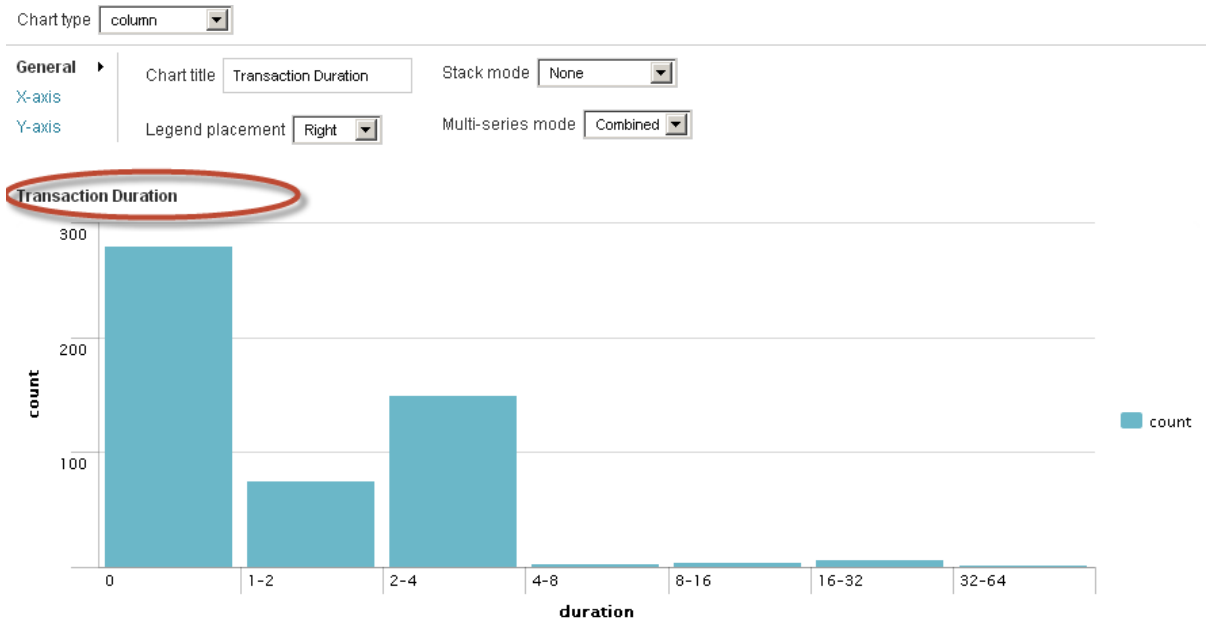 Chart type column
General Chart title Transaction Duration Stack mode None
X-axis
Y-axis Legend placement Right Multi-series mode Combined
Transaction Duration
300
200
100
count
count
0 1-2 2-4 4-8 8-16 16-32 32-64
duration